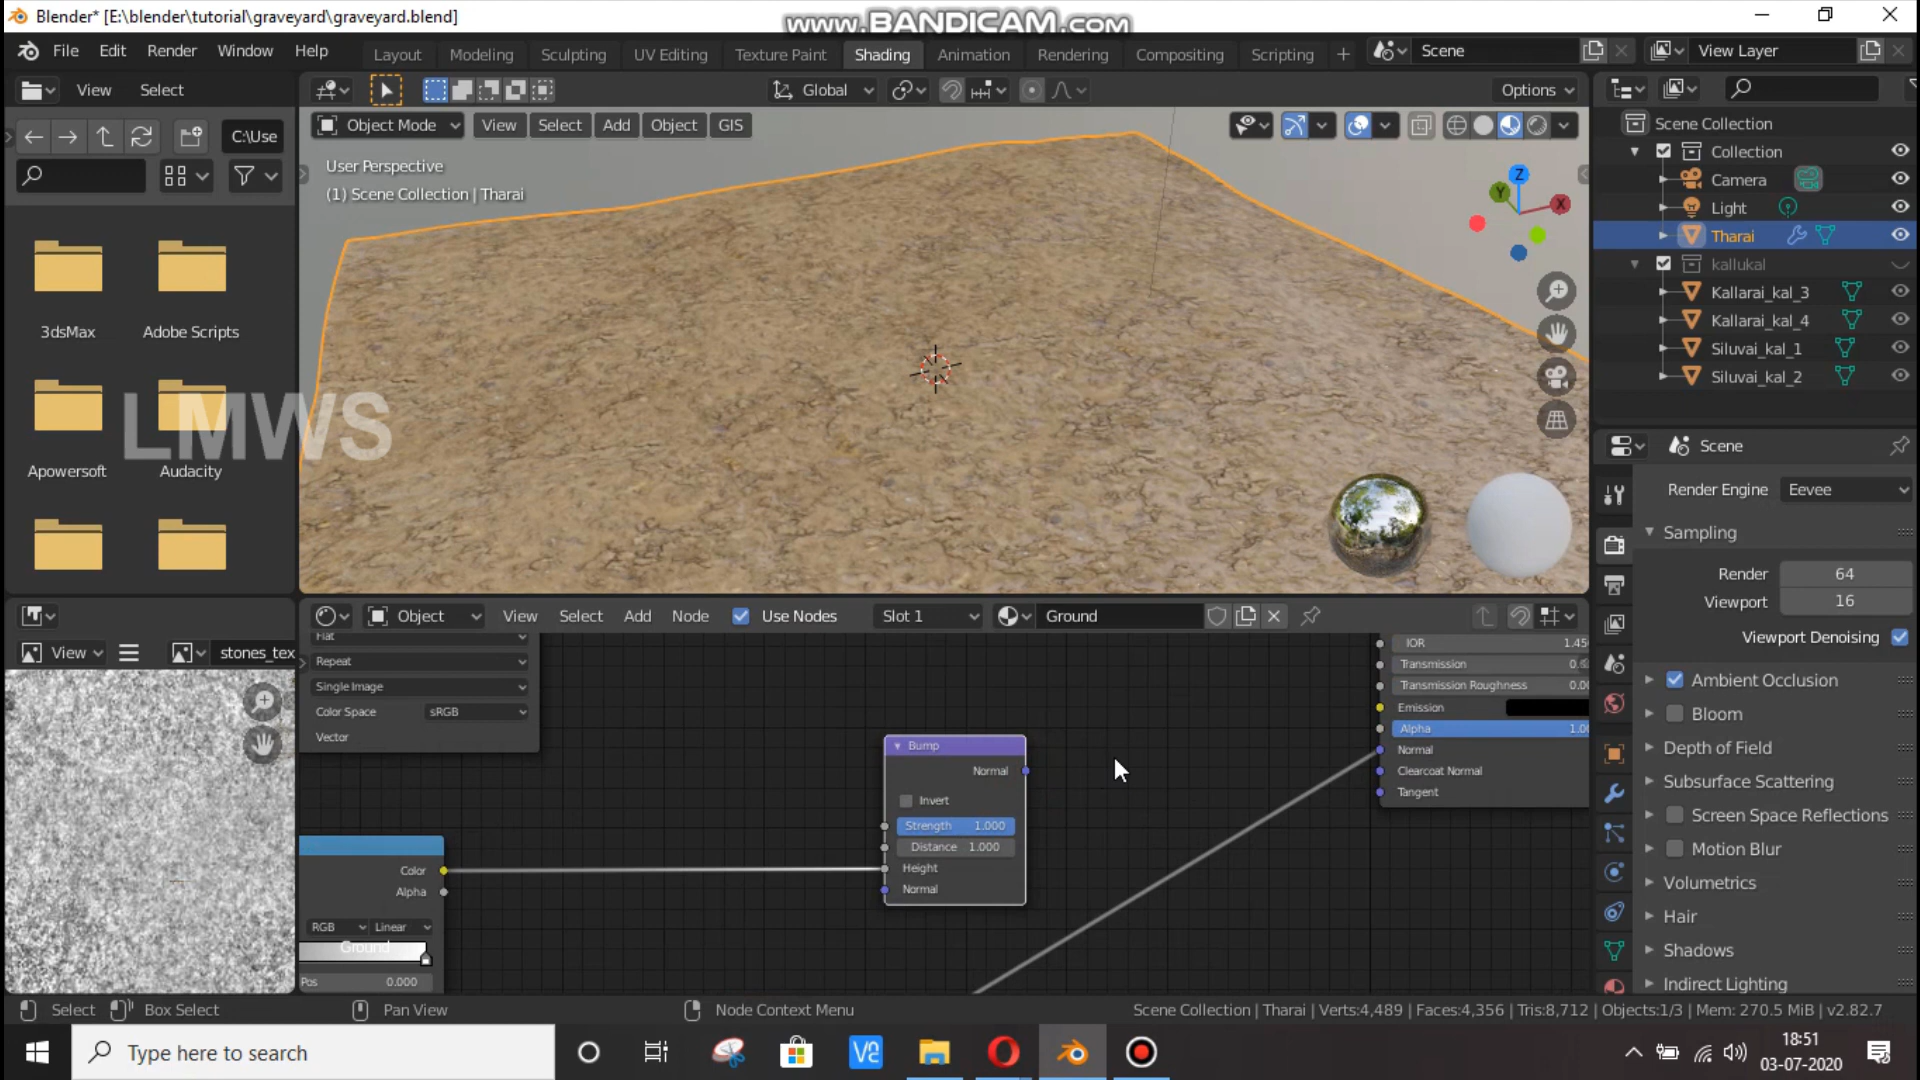 Blender* [E:\blender\tutorial\graveyard\graveyard.blend]
www.BANDICAM.com
File Edit Render Window Help
Layout Modeling Sculpting UV Editing Texture Paint Shading Animation Rendering Compositing Scripting +
Scene
View Layer
View Select
Global
Options
C:\Use
Object Mode View Select Add Object GIS
User Perspective
(1) Scene Collection | Tharai
Z
Y
X
Scene Collection
Collection
Camera
Light
Tharai
kallukal
Kallarai_kal_3
Kallarai_kal_4
Siluvai_kal_1
Siluvai_kal_2
3dsMax
Adobe Scripts
LMWS
Apowersoft
Audacity
Scene
Render Engine Eevee
Sampling
Render 64
Viewport 16
Viewport Denoising
Ambient Occlusion
Bloom
Depth of Field
Subsurface Scattering
Screen Space Reflections
Motion Blur
Volumetrics
Hair
Shadows
Indirect Lighting
Object View Select Add Node Use Nodes Slot 1 Ground
View
stones_tex
Flat
Repeat
Single Image
Color Space sRGB
Vector
Bump
Normal
Invert
Strength 1.000
Distance 1.000
Height
Normal
Color
Alpha
RGB Linear
Ground
Pos 0.000
IOR 1.45
Transmission
Transmission Roughness 0.00
Emission
Alpha 1.00
Normal
Clearcoat Normal
Tangent
Select Box Select Pan View Node Context Menu
Scene Collection | Tharai | Verts:4,489 | Faces:4,356 | Tris:8,712 | Objects:1/3 | Mem: 270.5 MiB | v2.82.7
Type here to search
18:51
03-07-2020